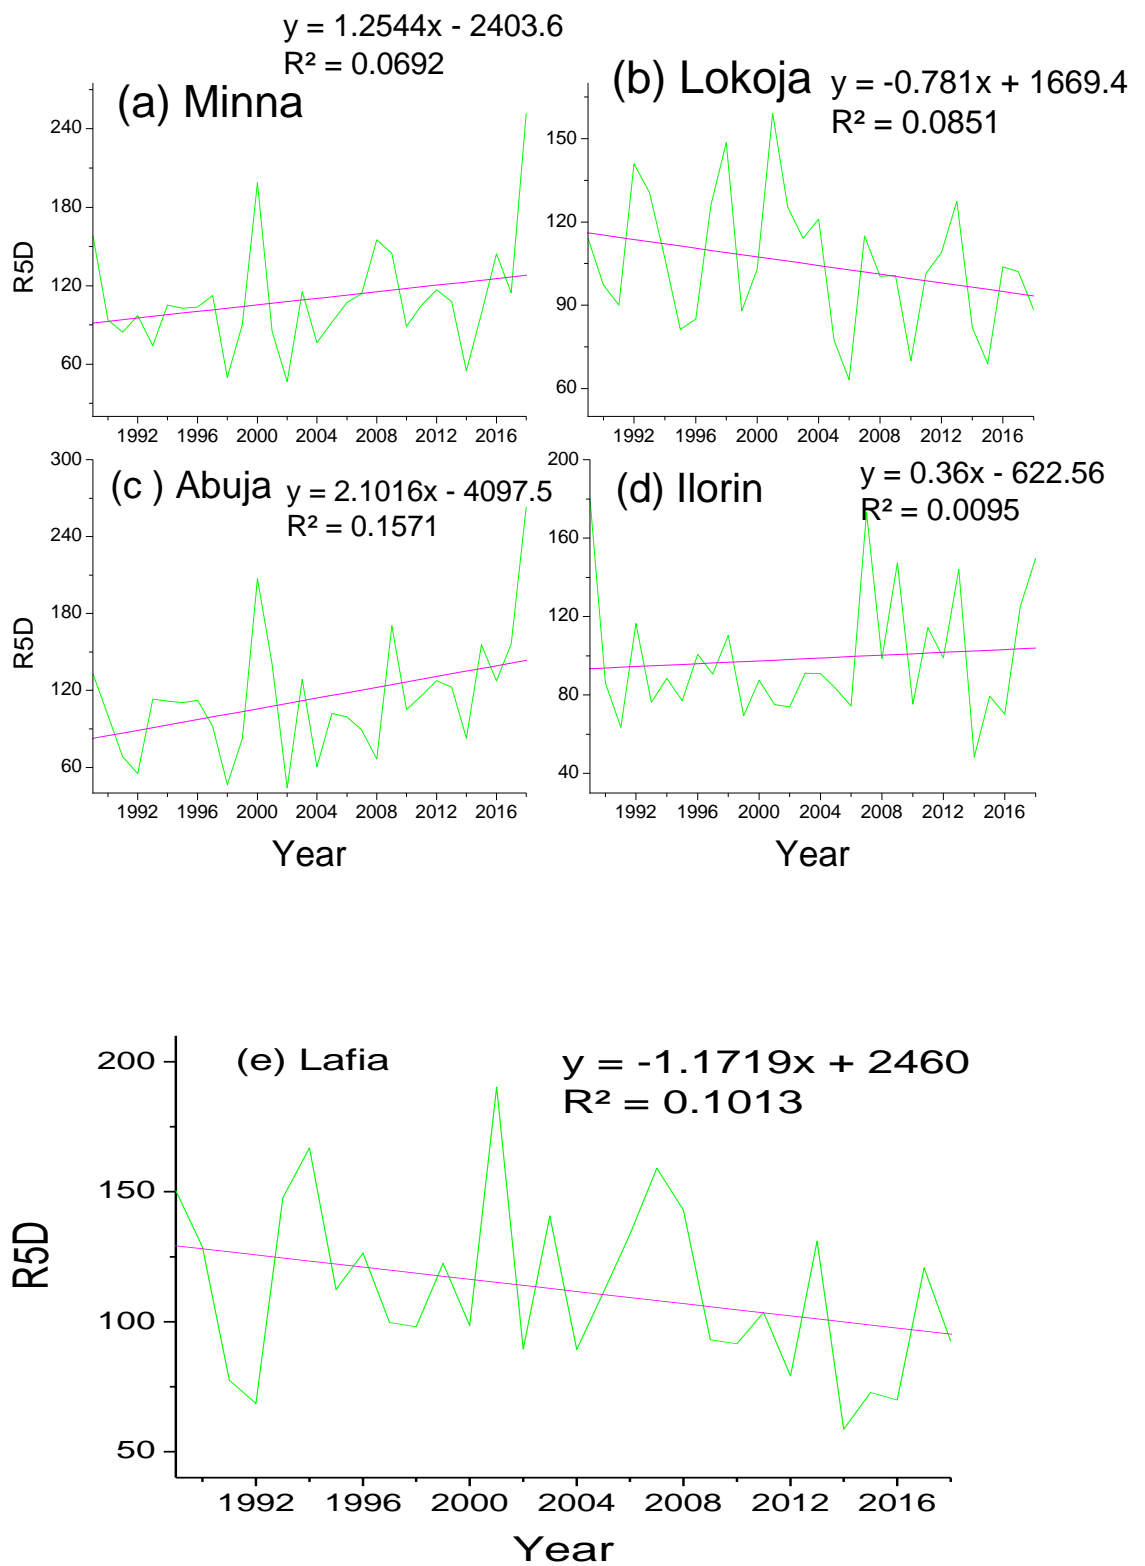 y = 1.2544x - 2403.6
R² = 0.0692
(a) Minna
240
180
120
60
R5D
1992 1996 2000 2004 2008 2012 2016
(b) Lokoja
y = -0.781x + 1669.4
R² = 0.0851
150
120
90
60
1992 1996 2000 2004 2008 2012 2016
(c ) Abuja
y = 2.1016x - 4097.5
R² = 0.1571
300
240
180
120
60
R5D
1992 1996 2000 2004 2008 2012 2016
Year
(d) Ilorin
y = 0.36x - 622.56
R² = 0.0095
200
160
120
80
40
1992 1996 2000 2004 2008 2012 2016
Year
(e) Lafia
y = -1.1719x + 2460
R² = 0.1013
200
150
100
50
R5D
1992 1996 2000 2004 2008 2012 2016
Year